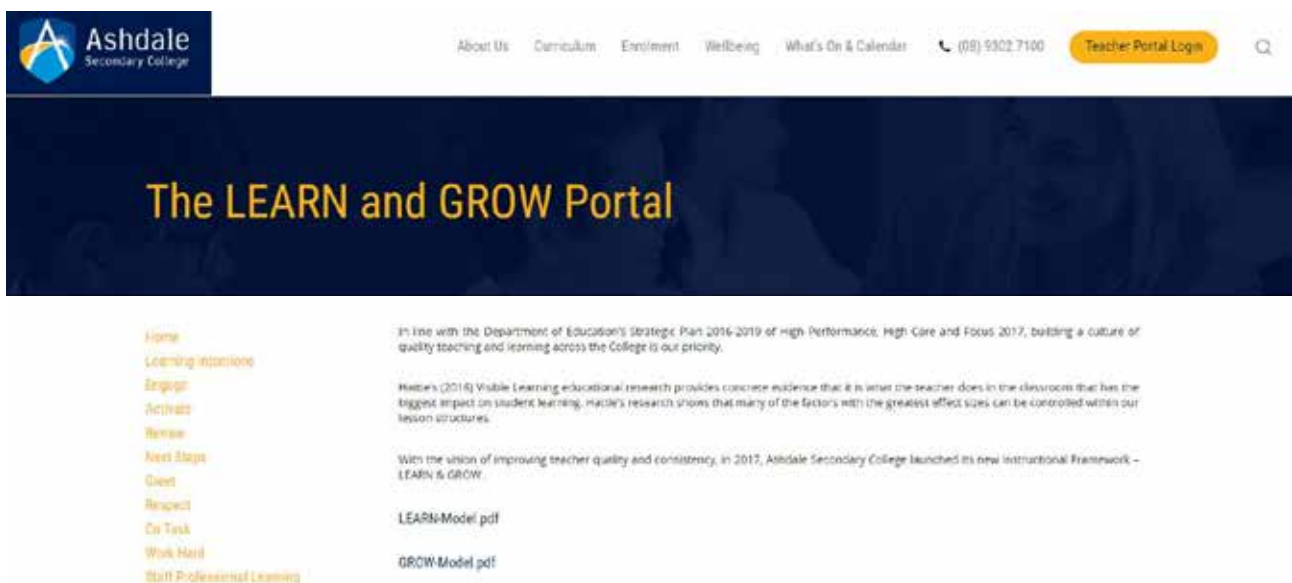 Ashdale
Secondary College
About Us Curriculum Enrolment Wellbeing What's On & Calendar (08) 9302 7100 Teacher Portal Login
The LEARN and GROW Portal
Home
Learning Intentions
Engage
Activate
Review
Next Steps
Greet
Respect
On Task
Work Hard
Staff Professional Learning
In line with the Department of Education's Strategic Plan 2016-2019 of High Performance, High Care and Focus 2017, building a culture of
quality teaching and learning across the College is our priority.
Hattie's (2016) Visible Learning educational research provides concrete evidence that it is what the teacher does in the classroom that has the
biggest impact on student learning. Hattie's research shows that many of the factors with the greatest effect sizes can be controlled within our
lesson structures.
With the vision of improving teacher quality and consistency, in 2017, Ashdale Secondary College launched its new Instructional Framework –
LEARN & GROW.
LEARN-Model.pdf
GROW-Model.pdf